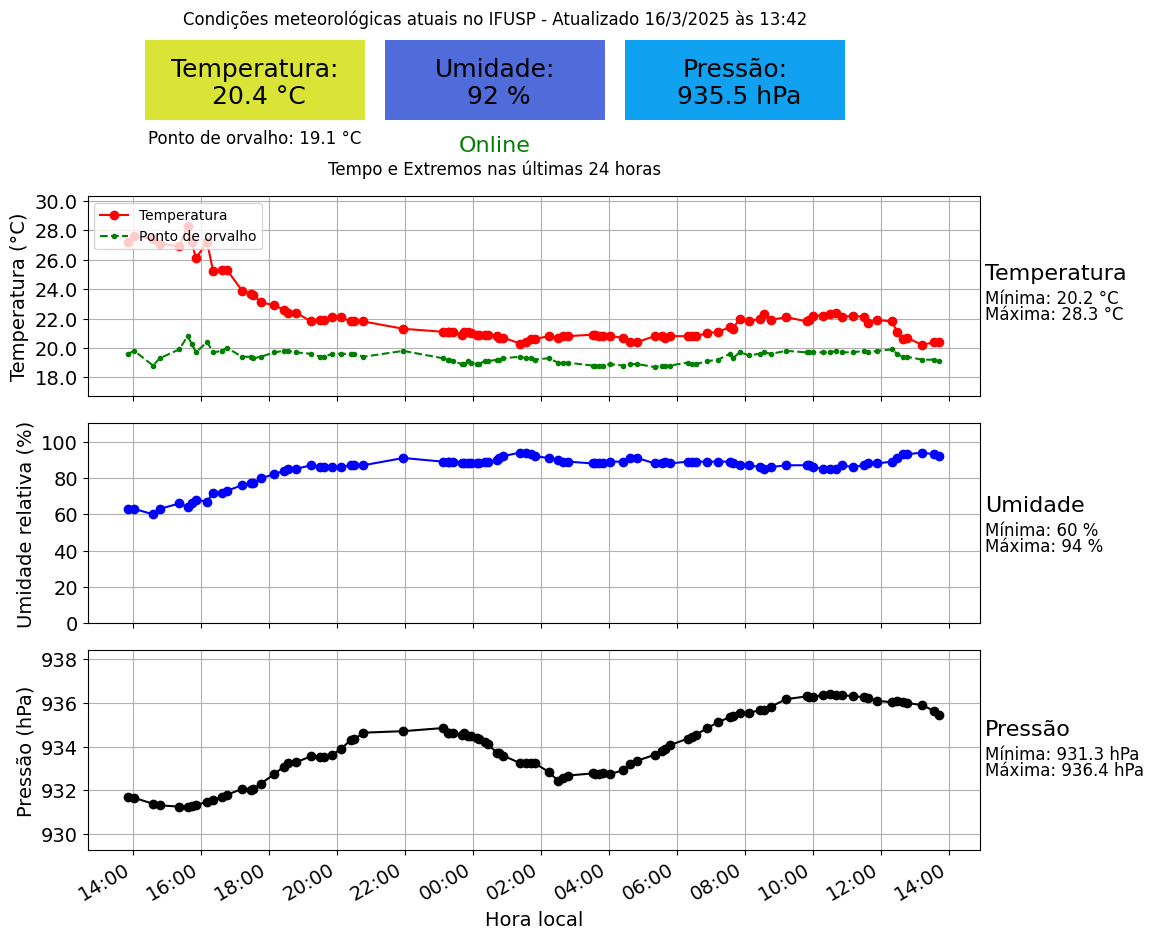 Condições meteorológicas atuais no IFUSP - Atualizado 16/3/2025 às 13:42
Temperatura:
20.4 °C
Umidade:
92 %
Pressão:
935.5 hPa
Ponto de orvalho: 19.1 °C
Online
Tempo e Extremos nas últimas 24 horas
Temperatura (°C)
30.0
28.0
26.0
24.0
22.0
20.0
18.0
Temperatura
Ponto de orvalho
Temperatura
Mínima: 20.2 °C
Máxima: 28.3 °C
Umidade relativa (%)
100
80
60
40
20
0
Umidade
Mínima: 60 %
Máxima: 94 %
Pressão (hPa)
938
936
934
932
930
Pressão
Mínima: 931.3 hPa
Máxima: 936.4 hPa
14:00 16:00 18:00 20:00 22:00 00:00 02:00 04:00 06:00 08:00 10:00 12:00 14:00
Hora local